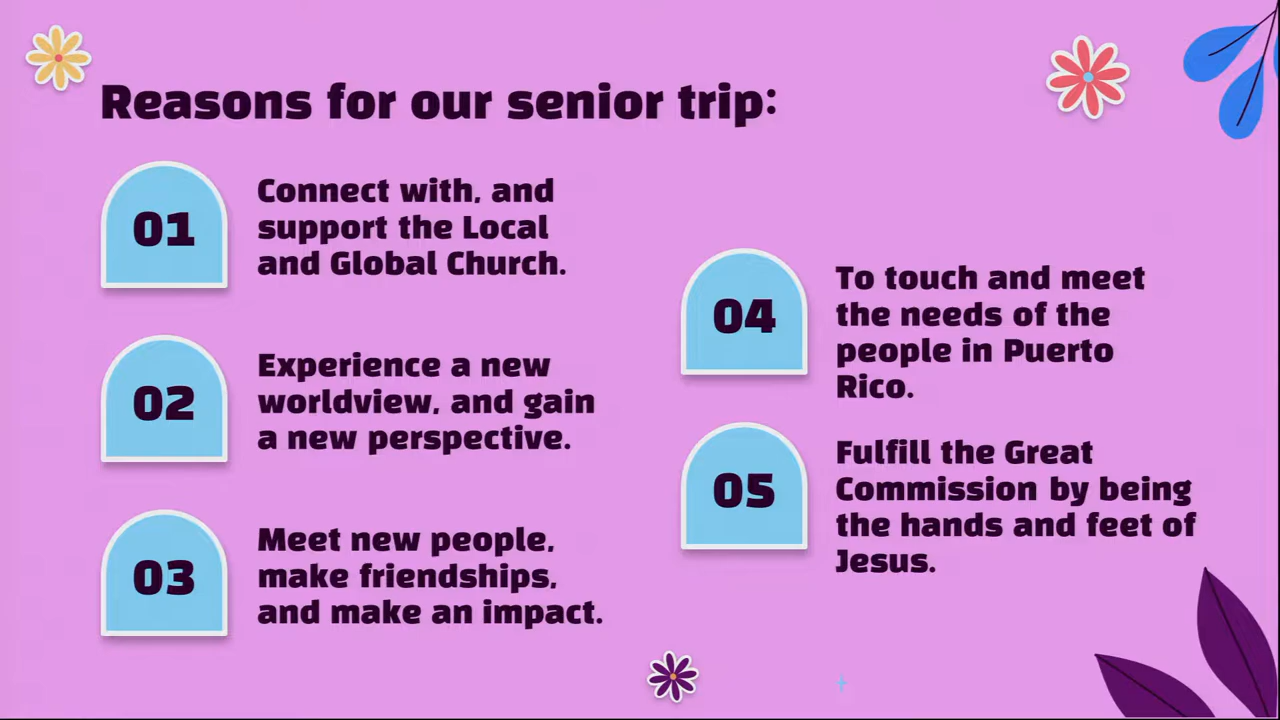 Reasons for our senior trip:
01
Connect with, and
support the Local
and Global Church.
02
Experience a new
worldview, and gain
a new perspective.
03
Meet new people,
make friendships,
and make an impact.
04
To touch and meet
the needs of the
people in Puerto
Rico.
05
Fulfill the Great
Commission by being
the hands and feet of
Jesus.